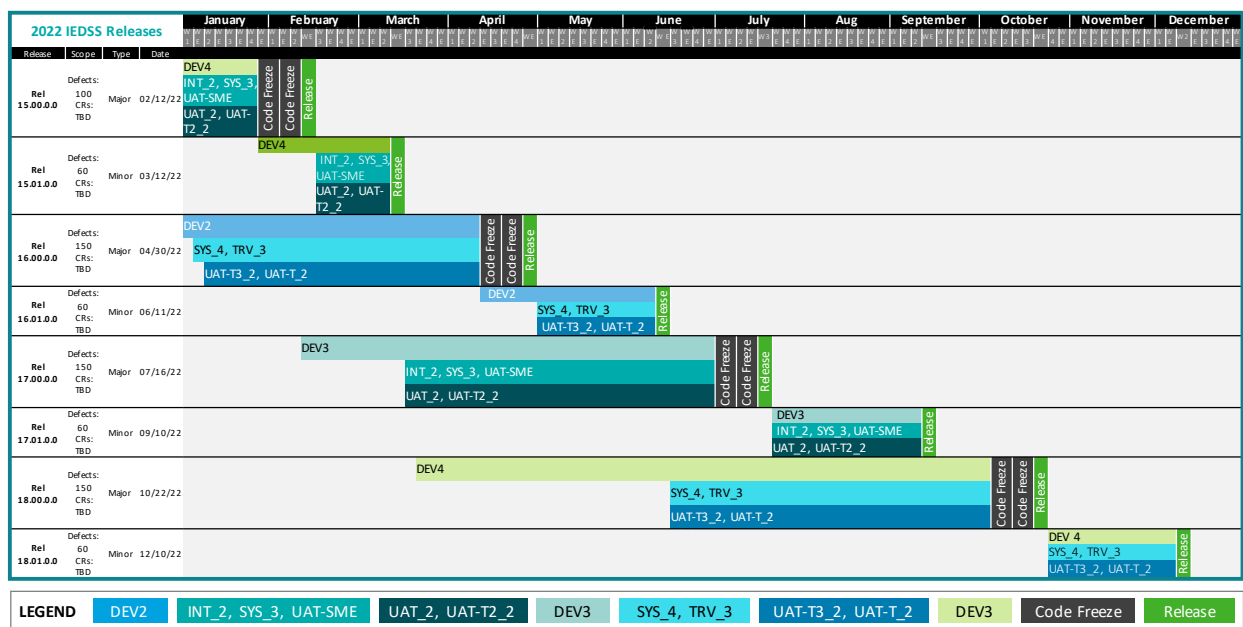 2022 IEDSS Releases
January February March April May June July Aug September October November December
Release Scope Type Date
Rel
15.00.0.0
Defects:
100
CRs:
TBD
Major 02/12/22
DEV4
INT_2, SYS_3,
UAT-SME
UAT_2, UAT-
T2_2
Code Freeze
Code Freeze
Release
Rel
15.01.0.0
Defects:
60
CRs:
TBD
Minor 03/12/22
DEV4
INT_2, SYS_3,
UAT-SME
UAT_2, UAT-
T2_2
Release
Rel
16.00.0.0
Defects:
150
CRs:
TBD
Major 04/30/22
DEV2
SYS_4, TRV_3
UAT-T3_2, UAT-T_2
Code Freeze
Code Freeze
Release
Rel
16.01.0.0
Defects:
60
CRs:
TBD
Minor 06/11/22
DEV2
SYS_4, TRV_3
UAT-T3_2, UAT-T_2
Release
Rel
17.00.0.0
Defects:
150
CRs:
TBD
Major 07/16/22
DEV3
INT_2, SYS_3, UAT-SME
UAT_2, UAT-T2_2
Code Freeze
Code Freeze
Release
Rel
17.01.0.0
Defects:
60
CRs:
TBD
Minor 09/10/22
DEV3
INT_2, SYS_3, UAT-SME
UAT_2, UAT-T2_2
Release
Rel
18.00.0.0
Defects:
150
CRs:
TBD
Major 10/22/22
DEV4
SYS_4, TRV_3
UAT-T3_2, UAT-T_2
Code Freeze
Code Freeze
Release
Rel
18.01.0.0
Defects:
60
CRs:
TBD
Minor 12/10/22
DEV 4
SYS_4, TRV_3
UAT-T3_2, UAT-T_2
Release
LEGEND DEV2 INT_2, SYS_3, UAT-SME UAT_2, UAT-T2_2 DEV3 SYS_4, TRV_3 UAT-T3_2, UAT-T_2 DEV3 Code Freeze Release